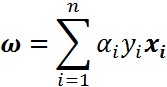 𝝎 = ∑_{i=1}^{n} α_i y_i 𝒙_𝒊